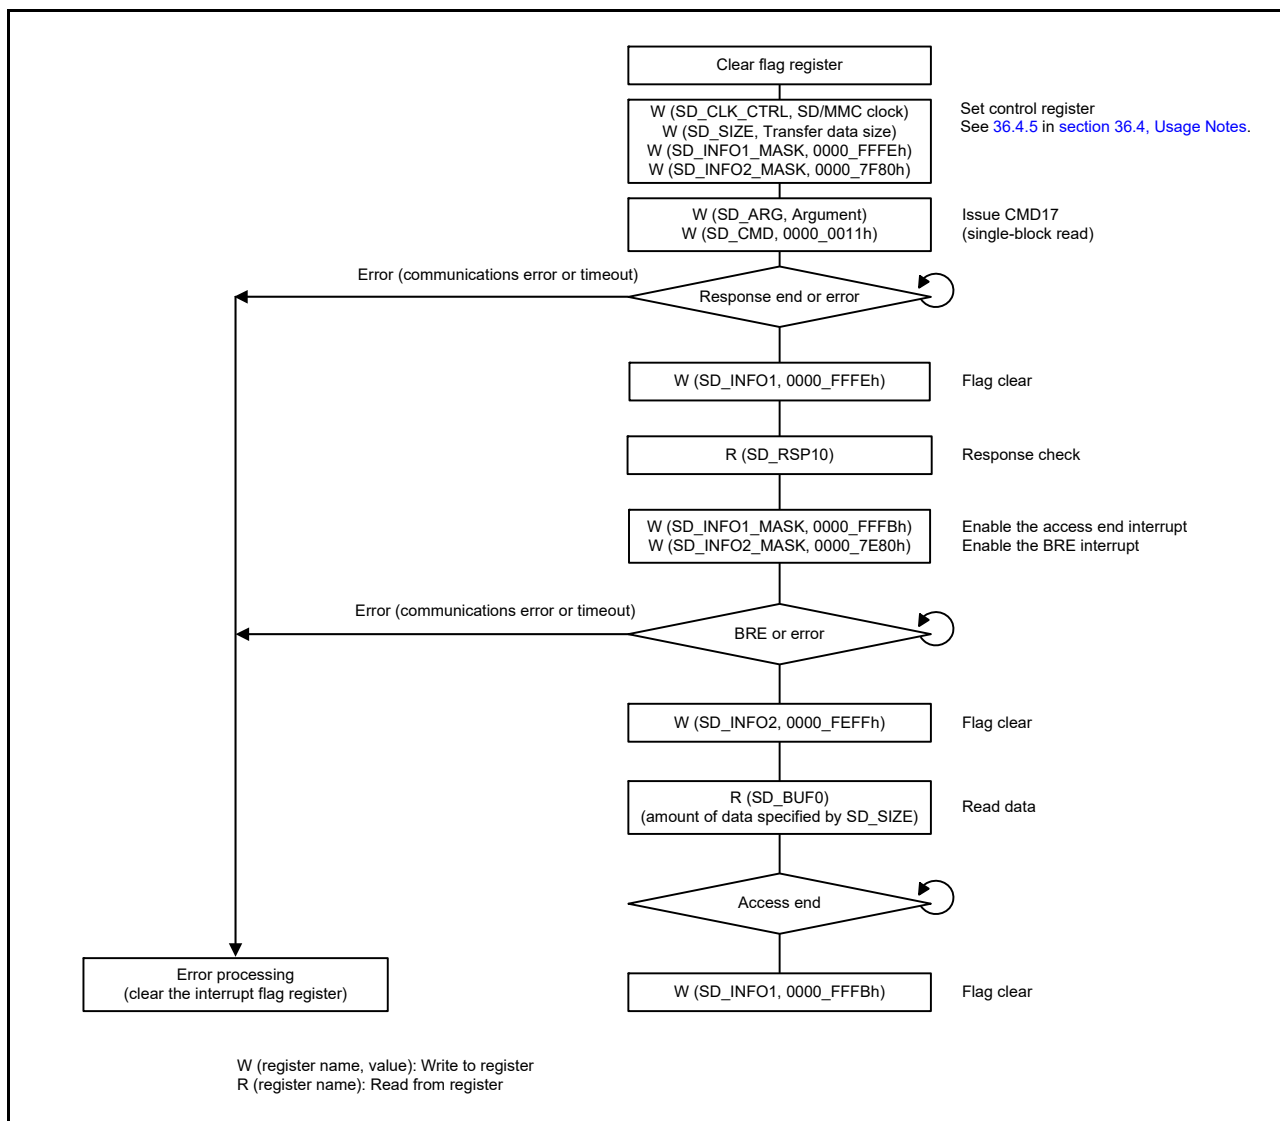 Clear flag register
W (SD_CLK_CTRL, SD/MMC clock)
W (SD_SIZE, Transfer data size)
W (SD_INFO1_MASK, 0000_FFFEh)
W (SD_INFO2_MASK, 0000_7F80h)
Set control register
See 36.4.5 in section 36.4, Usage Notes.
W (SD_ARG, Argument)
W (SD_CMD, 0000_0011h)
Issue CMD17
(single-block read)
Error (communications error or timeout)
Response end or error
W (SD_INFO1, 0000_FFFEh)
Flag clear
R (SD_RSP10)
Response check
W (SD_INFO1_MASK, 0000_FFFBh)
W (SD_INFO2_MASK, 0000_7E80h)
Enable the access end interrupt
Enable the BRE interrupt
Error (communications error or timeout)
BRE or error
W (SD_INFO2, 0000_FEFFh)
Flag clear
R (SD_BUF0)
(amount of data specified by SD_SIZE)
Read data
Access end
Error processing
(clear the interrupt flag register)
W (SD_INFO1, 0000_FFFBh)
Flag clear
W (register name, value): Write to register
R (register name): Read from register